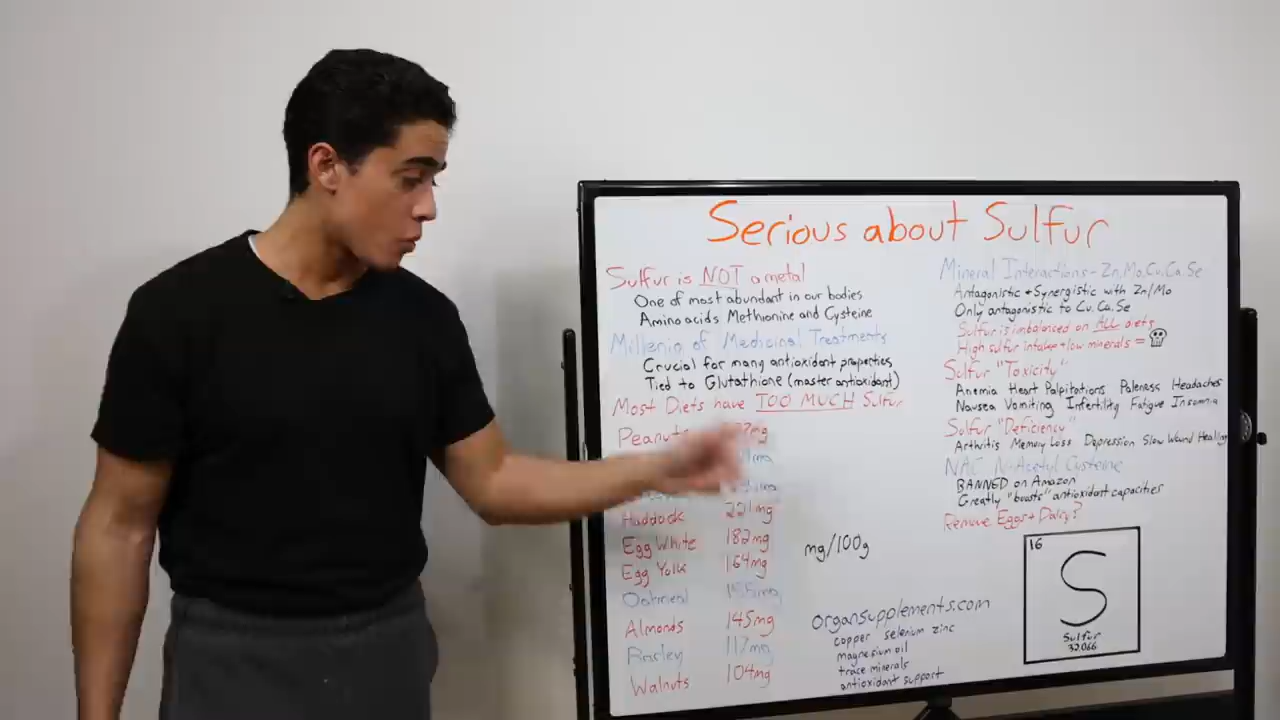 Serious about Sulfur
Sulfur is NOT a metal
One of most abundant in our bodies
Amino acids Methionine and Cysteine
Millenia of Medicinal Treatments
Crucial for many antioxidant properties
Tied to Glutathione (master antioxidant)
Most Diets have TOO MUCH Sulfur
Peanuts
Haddock 221mg
Egg White 182mg
Egg Yolk 164mg
Oatmeal 155mg
Almonds 145mg
Barley 117mg
Walnuts 104mg
mg/100g
organsupplements.com
copper selenium zinc
magnesium oil
trace minerals
antioxidant support
Mineral Interactions - Zn, Mo, Cu, Ca, Se
Antagonistic + Synergistic with Zn/Mo
Only antagonistic to Cu, Ca, Se
Sulfur is imbalanced on ALL diets
High sulfur intake + low minerals =
Sulfur "Toxicity"
Anemia Heart Palpitations Paleness Headaches
Nausea Vomiting Infertility Fatigue Insomnia
Sulfur "Deficiency"
Arthritis Memory Loss Depression Slow Wound Healing
NAC N-Acetyl Cysteine
BANNED on Amazon
Greatly "boosts" antioxidant capacities
Remove Eggs + Dairy?
16
S
Sulfur
32.066